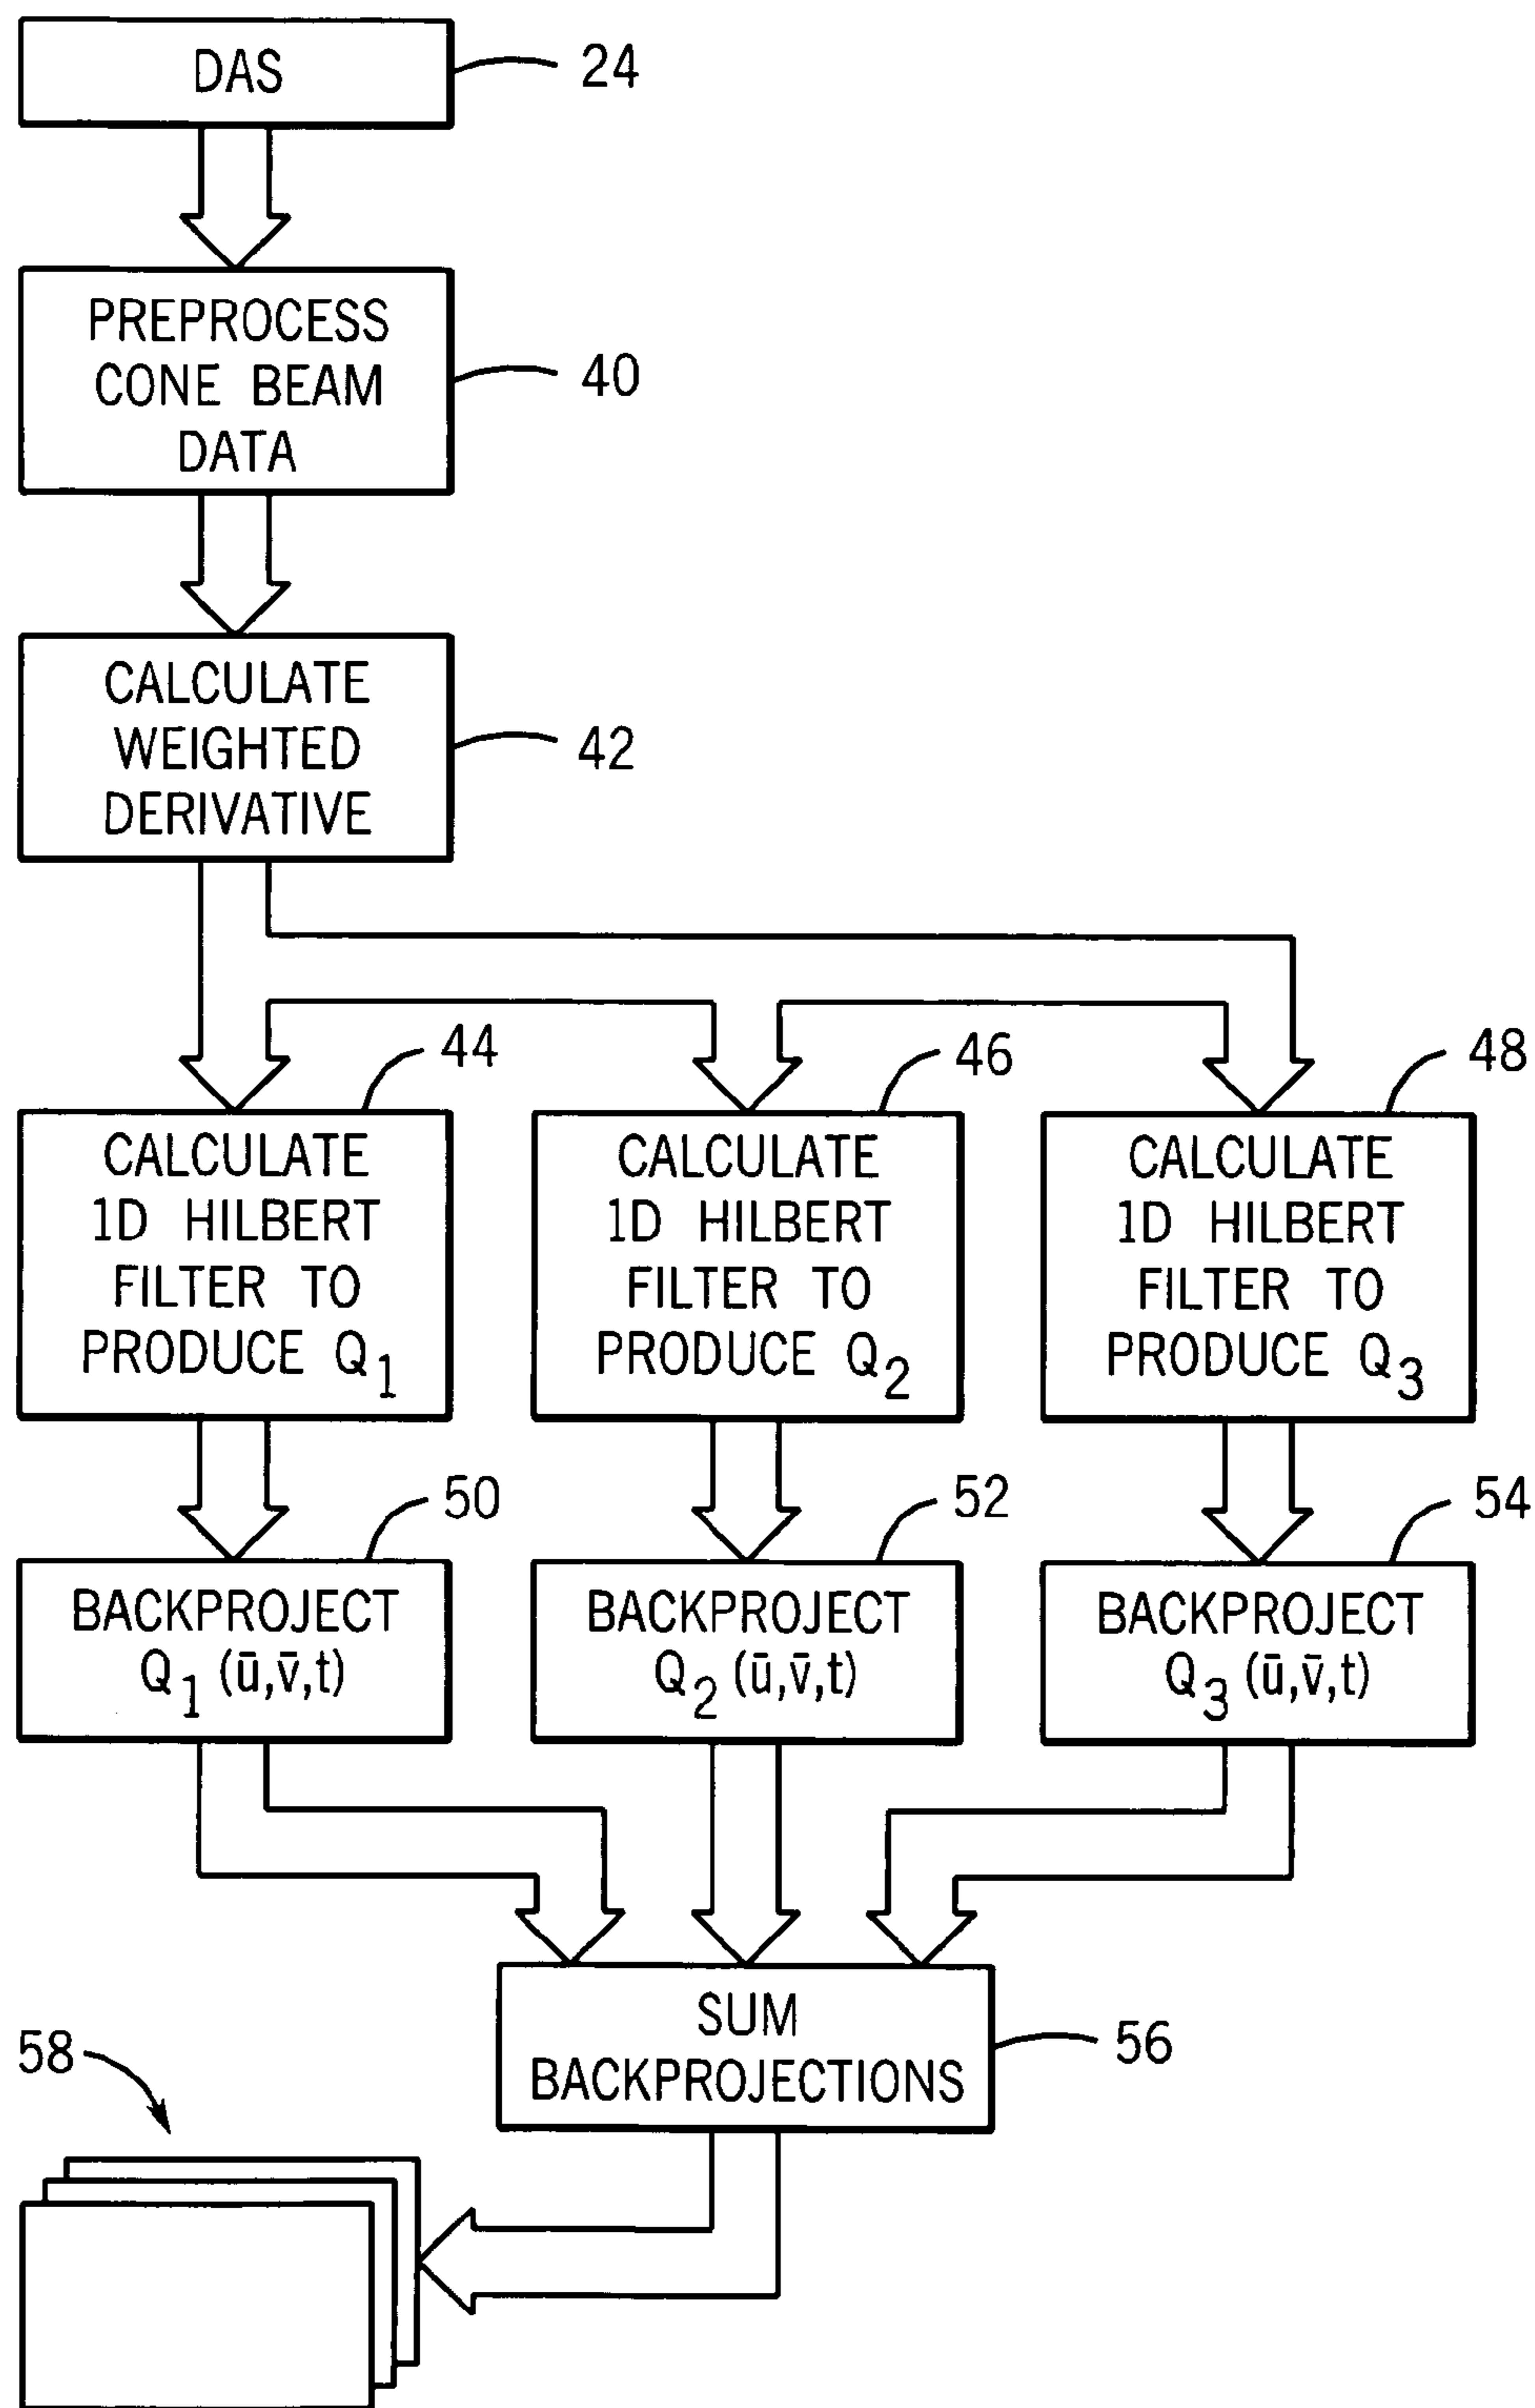 DAS
24
PREPROCESS
CONE BEAM
DATA
40
CALCULATE
WEIGHTED
DERIVATIVE
42
44
46
48
CALCULATE
1D HILBERT
FILTER TO
PRODUCE Q1
CALCULATE
1D HILBERT
FILTER TO
PRODUCE Q2
CALCULATE
1D HILBERT
FILTER TO
PRODUCE Q3
50
52
54
BACKPROJECT
Q1 (ū,v̄,t)
BACKPROJECT
Q2 (ū,v̄,t)
BACKPROJECT
Q3 (ū,v̄,t)
SUM
BACKPROJECTIONS
56
58